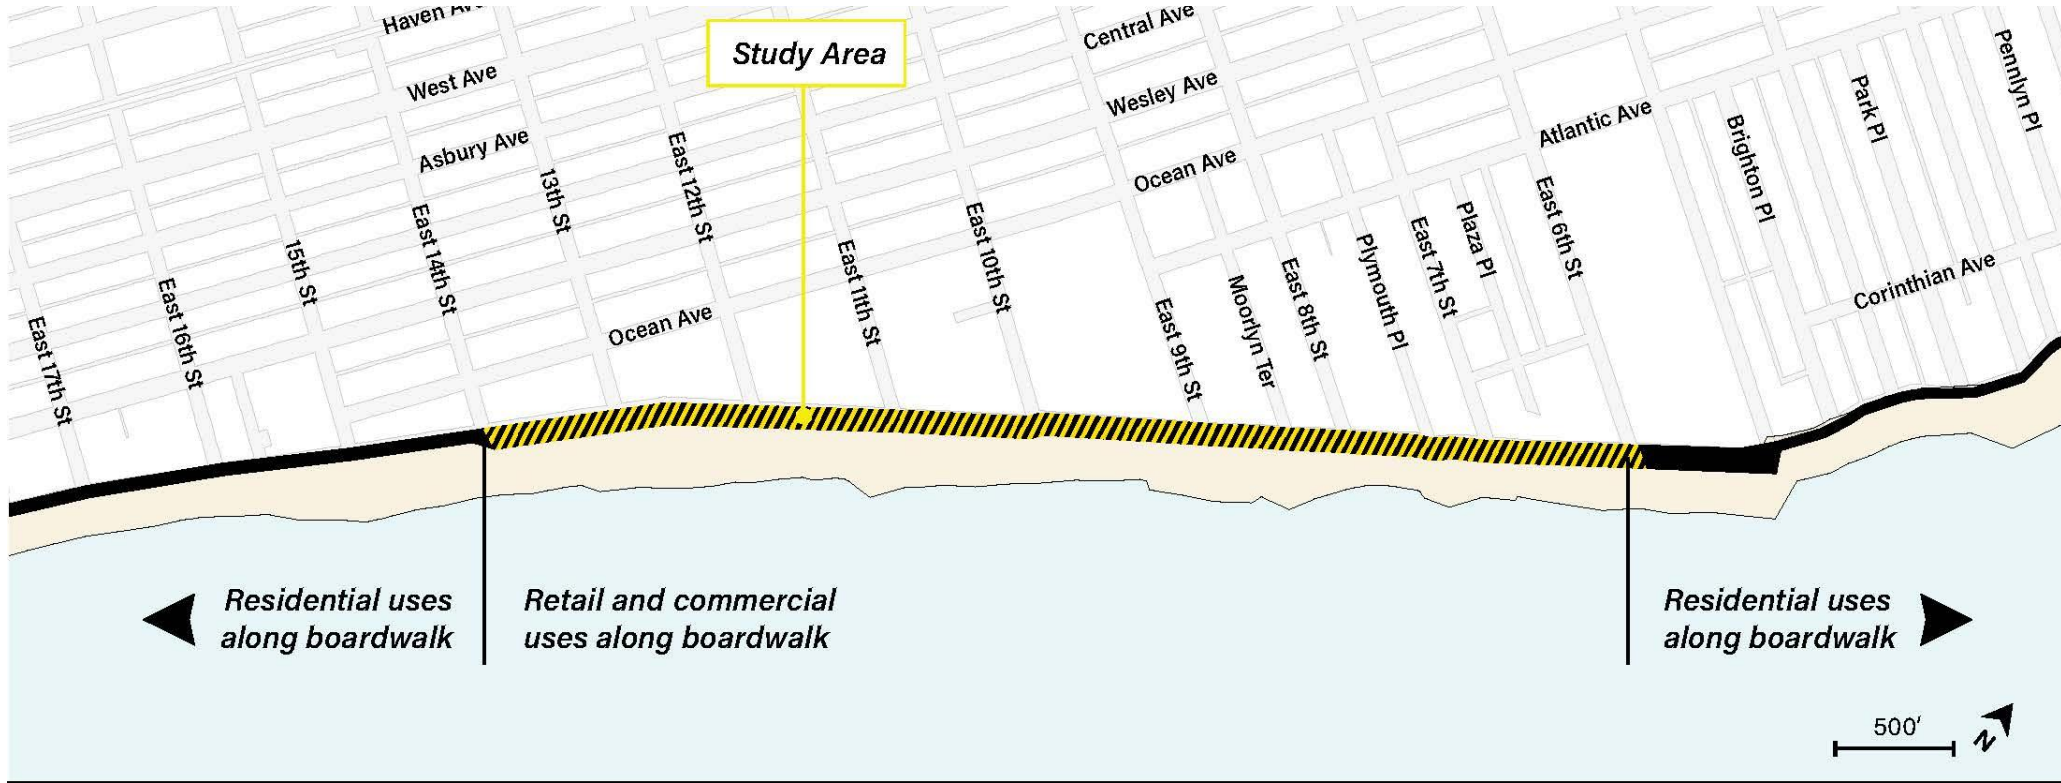 Haven Ave
Central Ave
Study Area
West Ave
Wesley Ave
Asbury Ave
Atlantic Ave
Ocean Ave
Pennlyn Pl
Park Pl
Brighton Pl
East 12th St
13th St
East 14th St
15th St
East 16th St
East 17th St
East 11th St
East 10th St
East 9th St
Moorlyn Ter
East 8th St
Plymouth Pl
East 7th St
Plaza Pl
East 6th St
Corinthian Ave
Ocean Ave
Residential uses
along boardwalk
Retail and commercial
uses along boardwalk
Residential uses
along boardwalk
500'
N